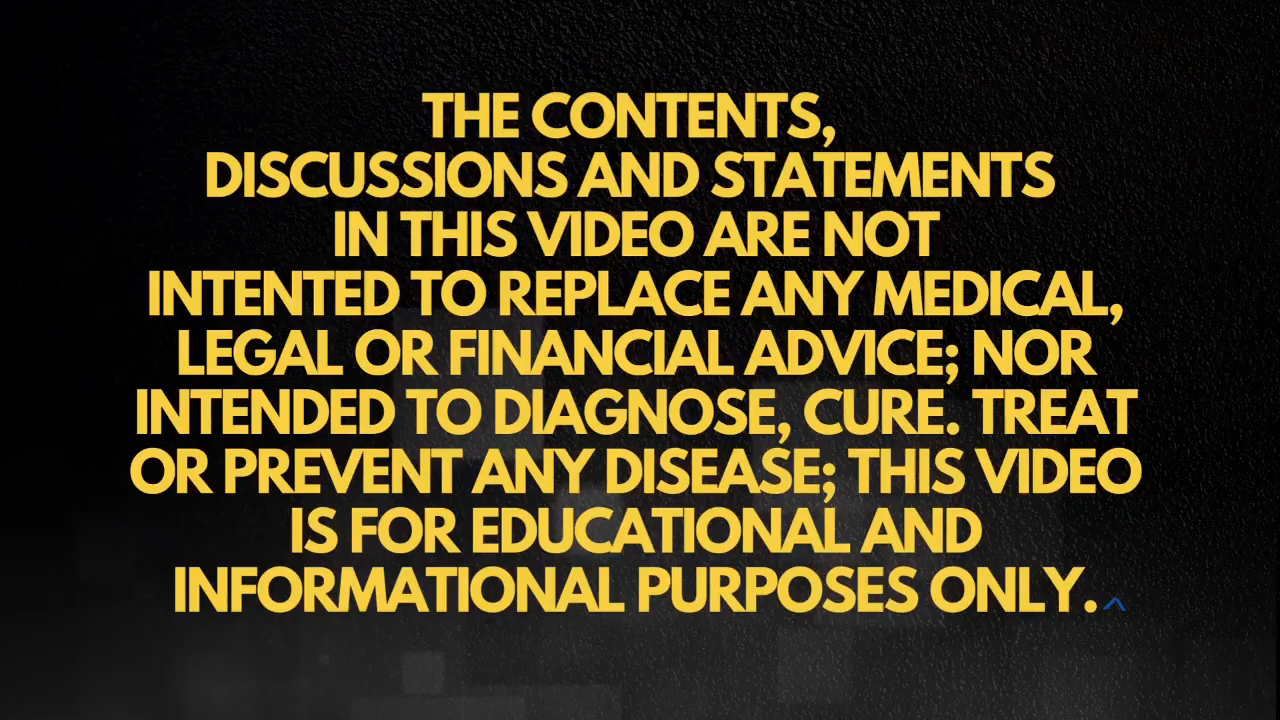 THE CONTENTS,
DISCUSSIONS AND STATEMENTS
IN THIS VIDEO ARE NOT
INTENTED TO REPLACE ANY MEDICAL,
LEGAL OR FINANCIAL ADVICE; NOR
INTENDED TO DIAGNOSE, CURE. TREAT
OR PREVENT ANY DISEASE; THIS VIDEO
IS FOR EDUCATIONAL AND
INFORMATIONAL PURPOSES ONLY.^